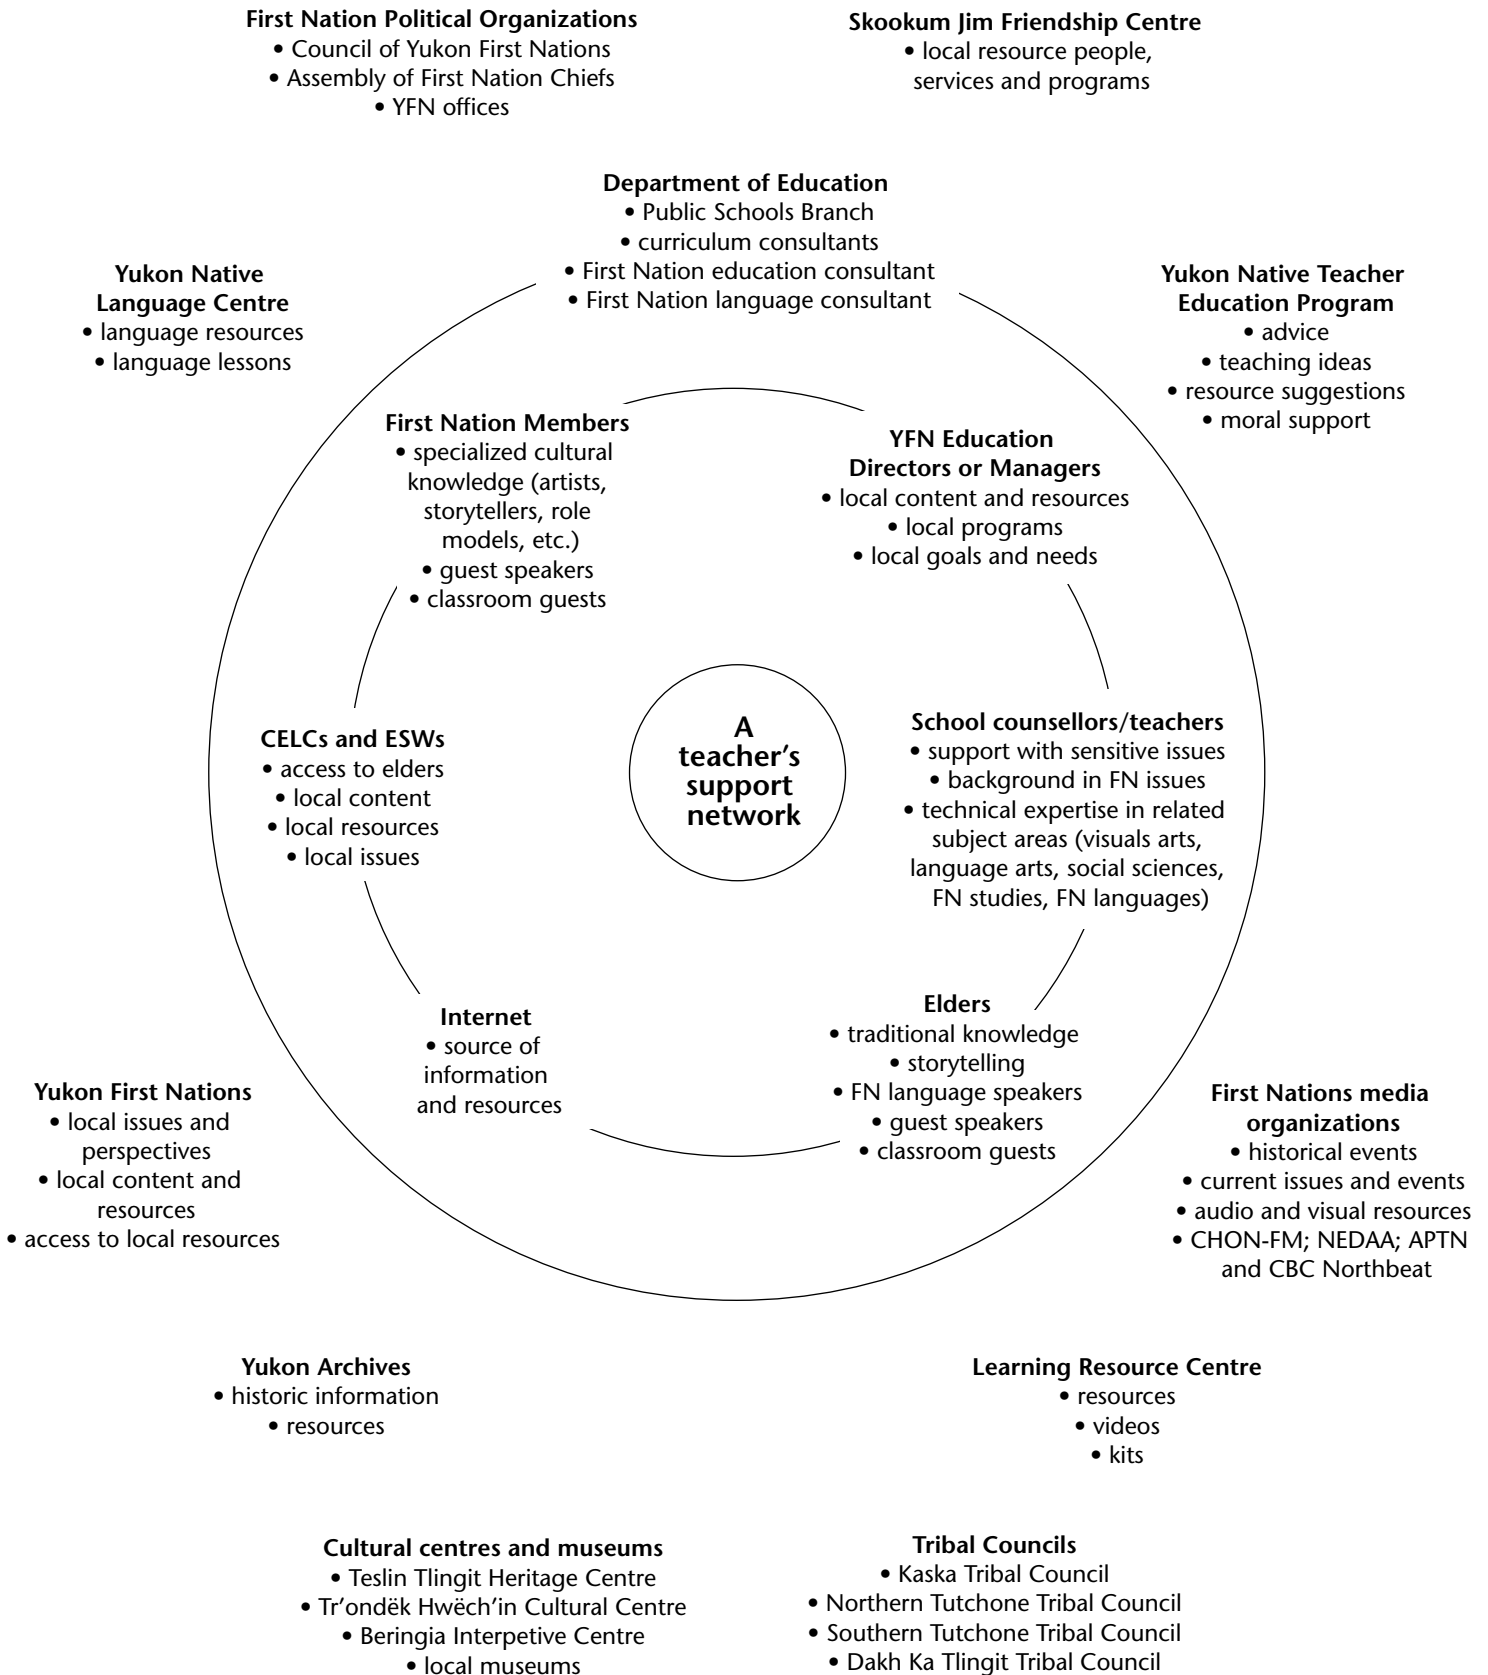 First Nation Political Organizations
• Council of Yukon First Nations
• Assembly of First Nation Chiefs
• YFN offices
Skookum Jim Friendship Centre
• local resource people,
services and programs
Department of Education
• Public Schools Branch
• curriculum consultants
• First Nation education consultant
• First Nation language consultant
Yukon Native
Language Centre
• language resources
• language lessons
Yukon Native Teacher
Education Program
• advice
• teaching ideas
• resource suggestions
• moral support
First Nation Members
• specialized cultural
knowledge (artists,
storytellers, role
models, etc.)
• guest speakers
• classroom guests
YFN Education
Directors or Managers
• local content and resources
• local programs
• local goals and needs
CELCs and ESWs
• access to elders
• local content
• local resources
• local issues
A
teacher's
support
network
School counsellors/teachers
• support with sensitive issues
• background in FN issues
• technical expertise in related
subject areas (visuals arts,
language arts, social sciences,
FN studies, FN languages)
Internet
• source of
information
and resources
Elders
• traditional knowledge
• storytelling
• FN language speakers
• guest speakers
• classroom guests
Yukon First Nations
• local issues and
perspectives
• local content and
resources
• access to local resources
First Nations media
organizations
• historical events
• current issues and events
• audio and visual resources
• CHON-FM; NEDAA; APTN
and CBC Northbeat
Yukon Archives
• historic information
• resources
Learning Resource Centre
• resources
• videos
• kits
Cultural centres and museums
• Teslin Tlingit Heritage Centre
• Tr'ondëk Hwëch'in Cultural Centre
• Beringia Interpetive Centre
• local museums
Tribal Councils
• Kaska Tribal Council
• Northern Tutchone Tribal Council
• Southern Tutchone Tribal Council
• Dakh Ka Tlingit Tribal Council